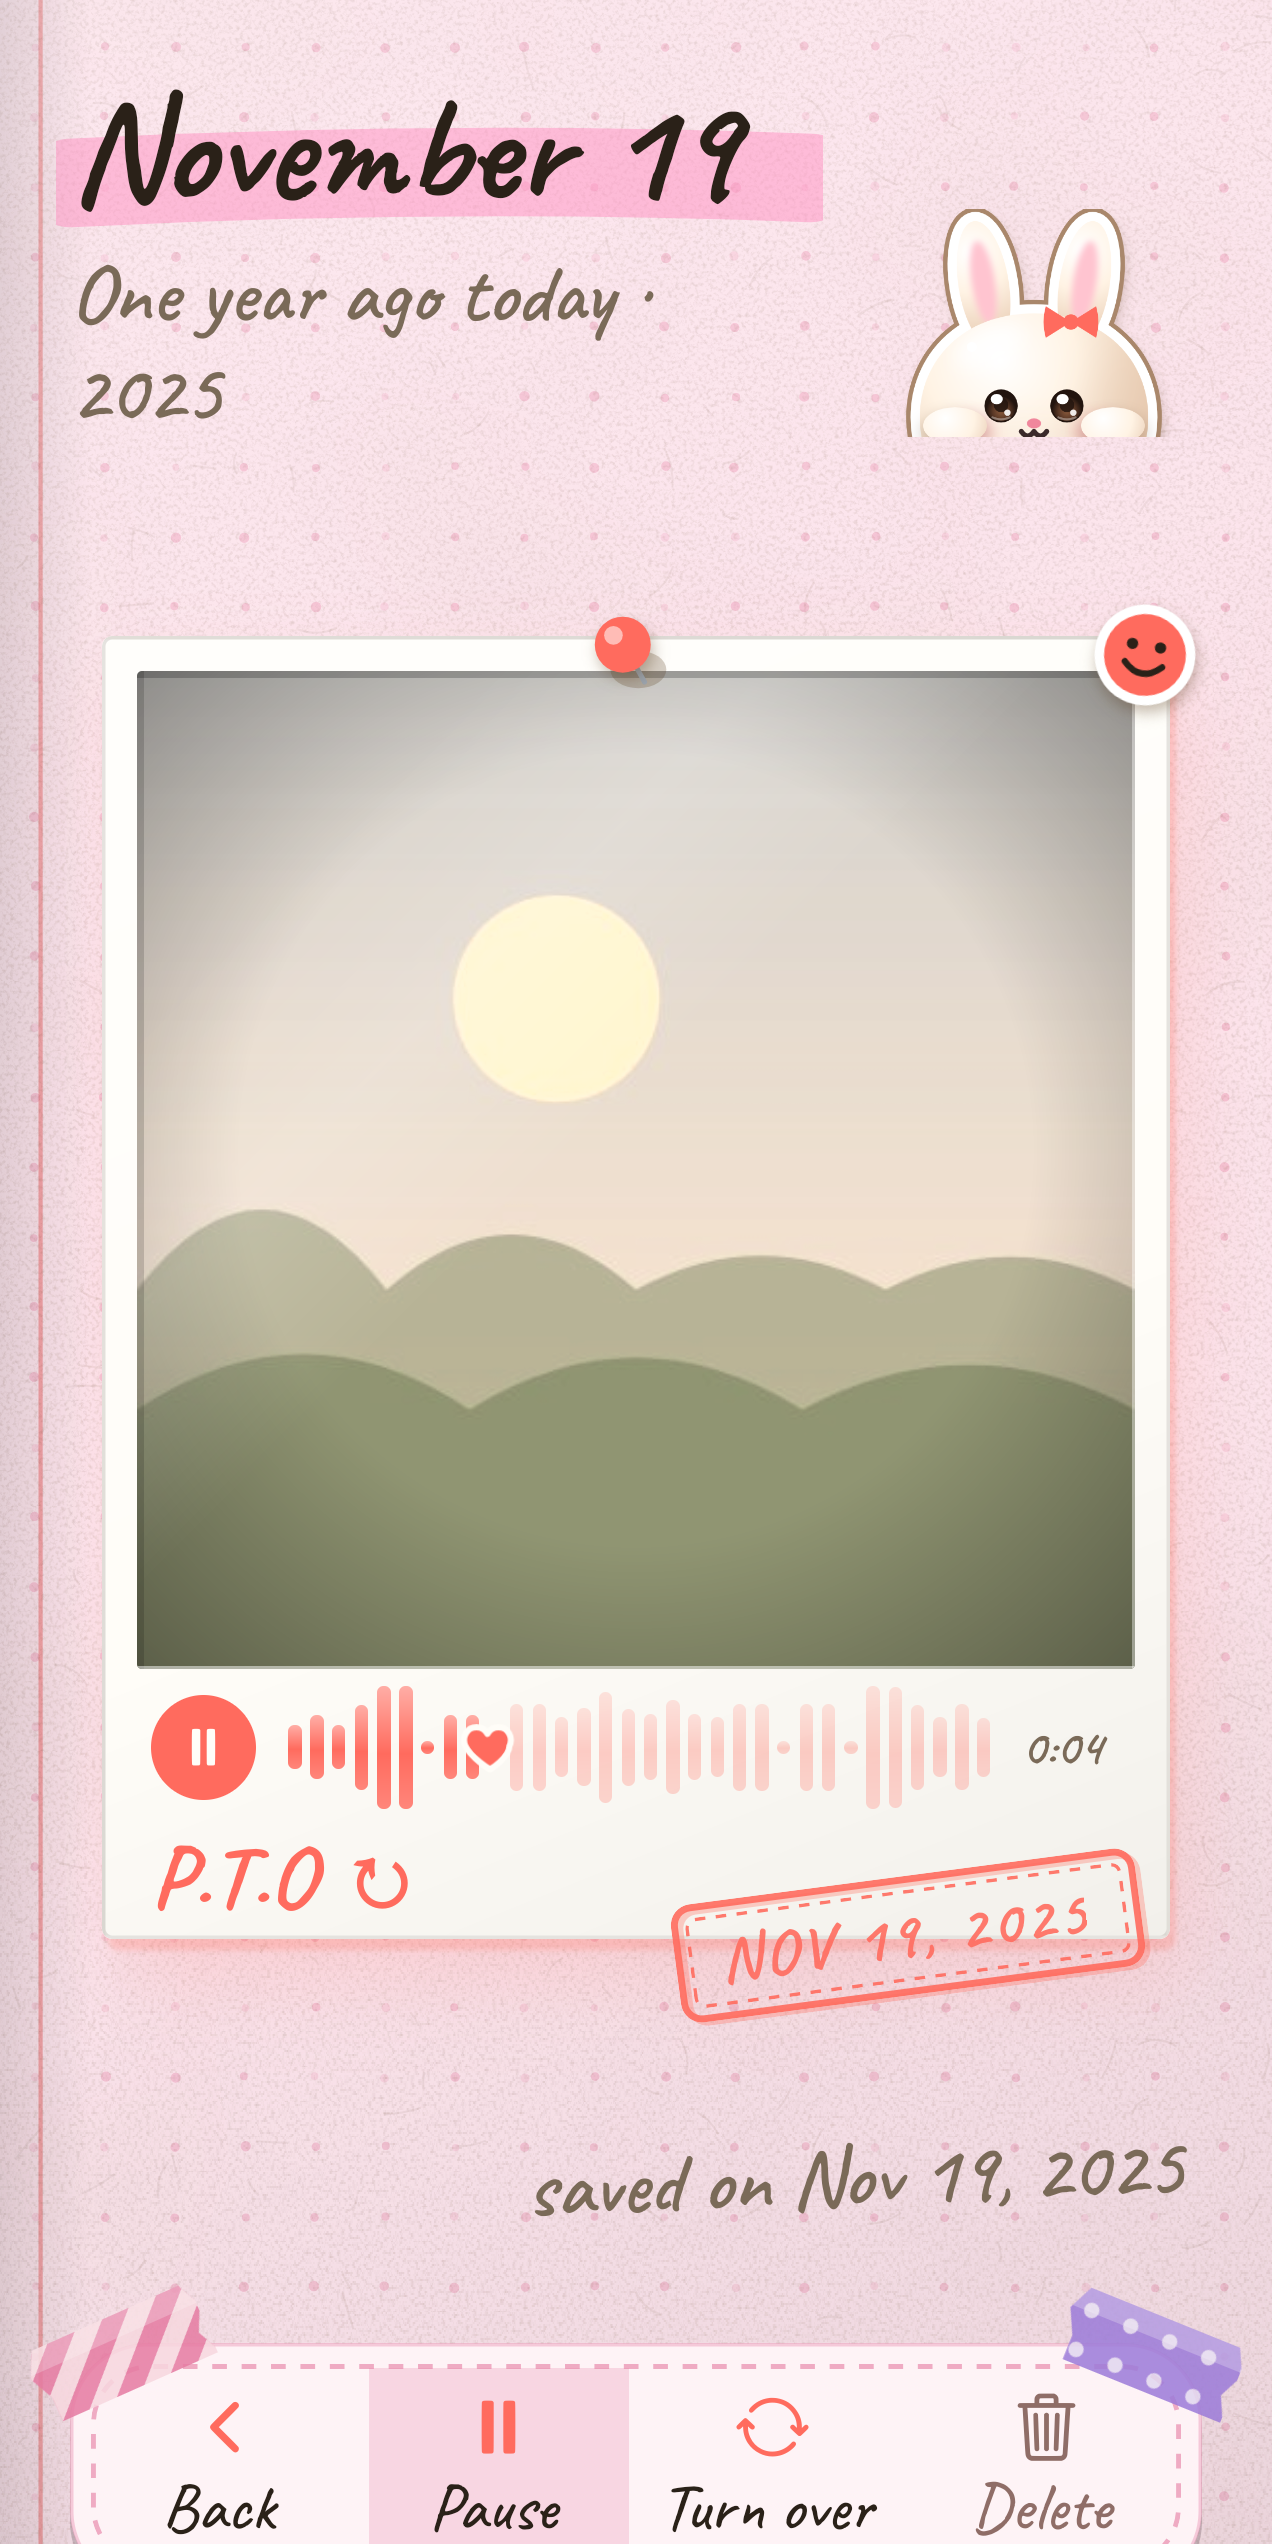 November 19
One year ago today ·
2025
0:04
P.T.O
NOV 19, 2025
saved on Nov 19, 2025
Back
Pause
Turn over
Delete